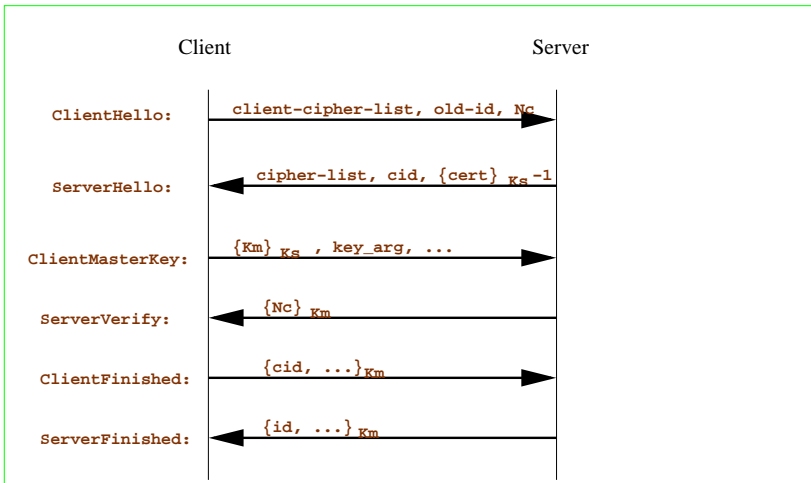 Client Server
ClientHello: client-cipher-list, old-id, Nc
ServerHello: cipher-list, cid, {cert} Ks-1
ClientMasterKey: {Km} Ks , key_arg, ...
ServerVerify: {Nc} Km
ClientFinished: {cid, ...}Km
ServerFinished: {id, ...} Km